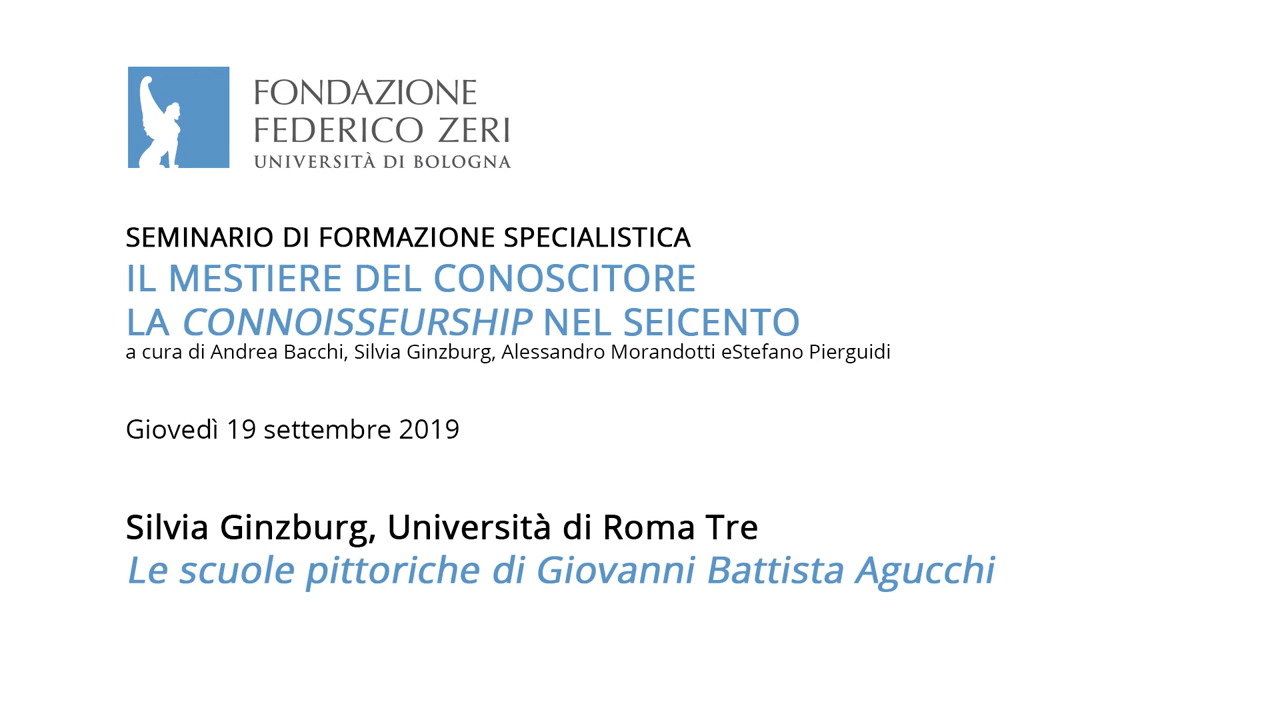 FONDAZIONE
FEDERICO ZERI
UNIVERSITÀ DI BOLOGNA
SEMINARIO DI FORMAZIONE SPECIALISTICA
IL MESTIERE DEL CONOSCITORE
LA CONNOISSEURSHIP NEL SEICENTO
a cura di Andrea Bacchi, Silvia Ginzburg, Alessandro Morandotti eStefano Pierguidi
Giovedì 19 settembre 2019
Silvia Ginzburg, Università di Roma Tre
Le scuole pittoriche di Giovanni Battista Agucchi